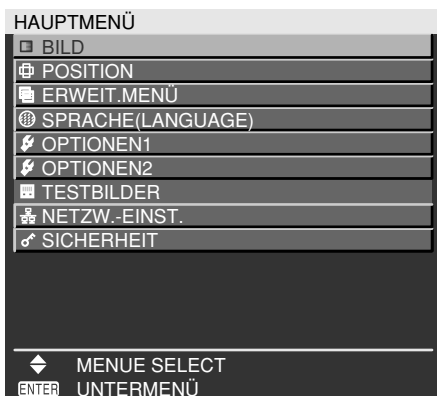 HAUPTMENÜ
BILD
POSITION
ERWEIT.MENÜ
SPRACHE(LANGUAGE)
OPTIONEN1
OPTIONEN2
TESTBILDER
NETZW.-EINST.
SICHERHEIT
MENUE SELECT
ENTER UNTERMENÜ